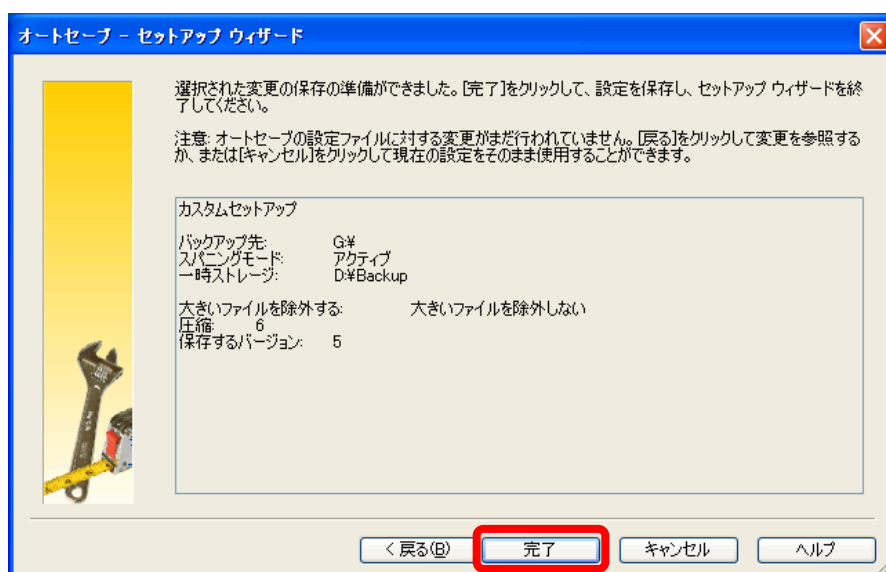 オートセーブ - セットアップ ウィザード
選択された変更の保存の準備ができました。[完了]をクリックして、設定を保存し、セットアップ ウィザードを終
了してください。
注意: オートセーブの設定ファイルに対する変更がまだ行われていません。[戻る]をクリックして変更を参照する
か、または[キャンセル]をクリックして現在の設定をそのまま使用することができます。
カスタムセットアップ
バックアップ先: G:¥
スパニングモード: アクティブ
一時ストレージ: D:¥Backup
大きいファイルを除外する: 大きいファイルを除外しない
圧縮: 6
保存するバージョン: 5
< 戻る(B) 完了 キャンセル ヘルプ